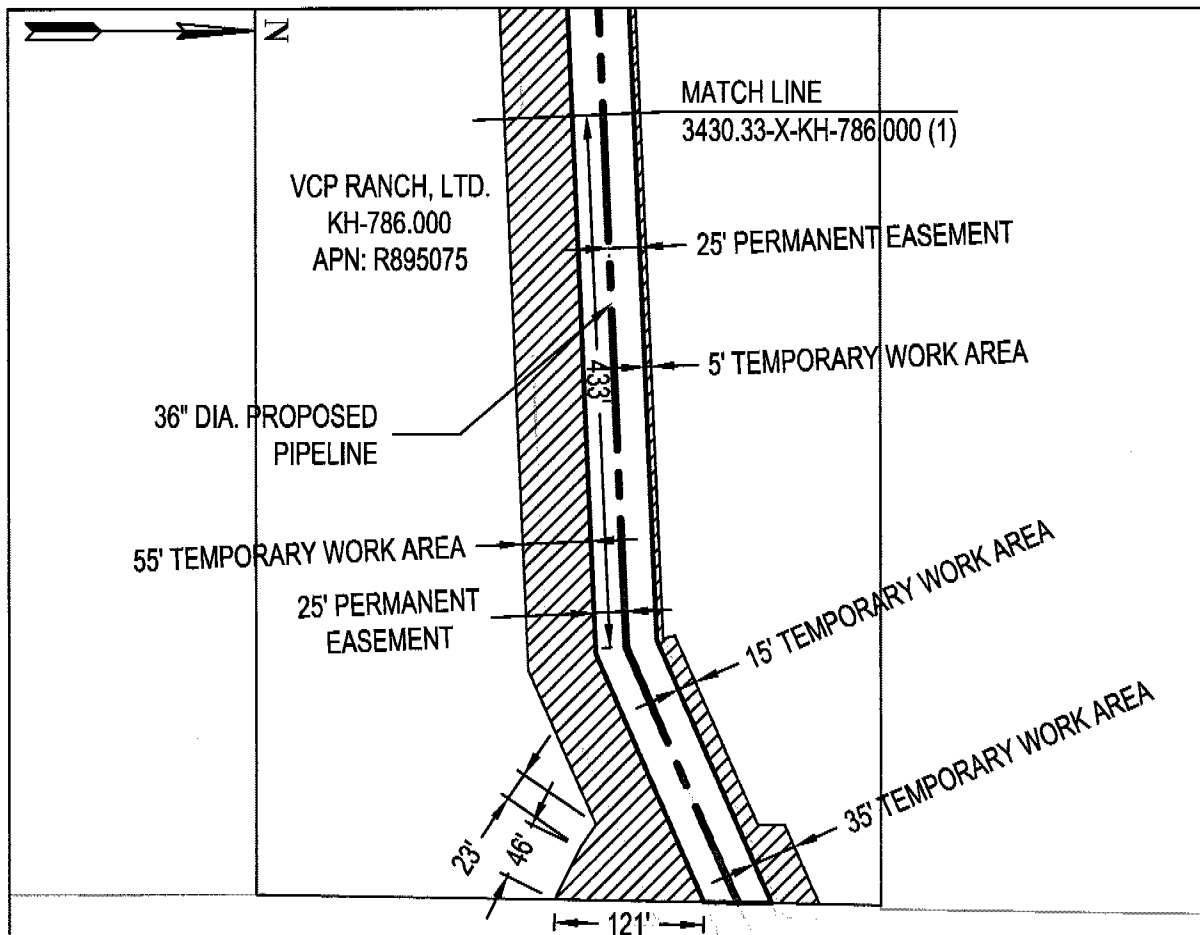 N
MATCH LINE
3430.33-X-KH-786.000 (1)
VCP RANCH, LTD.
KH-786.000
APN: R895075
25' PERMANENT EASEMENT
433'
5' TEMPORARY WORK AREA
36" DIA. PROPOSED
PIPELINE
55' TEMPORARY WORK AREA
25' PERMANENT
EASEMENT
15' TEMPORARY WORK AREA
35' TEMPORARY WORK AREA
23'
46'
121'